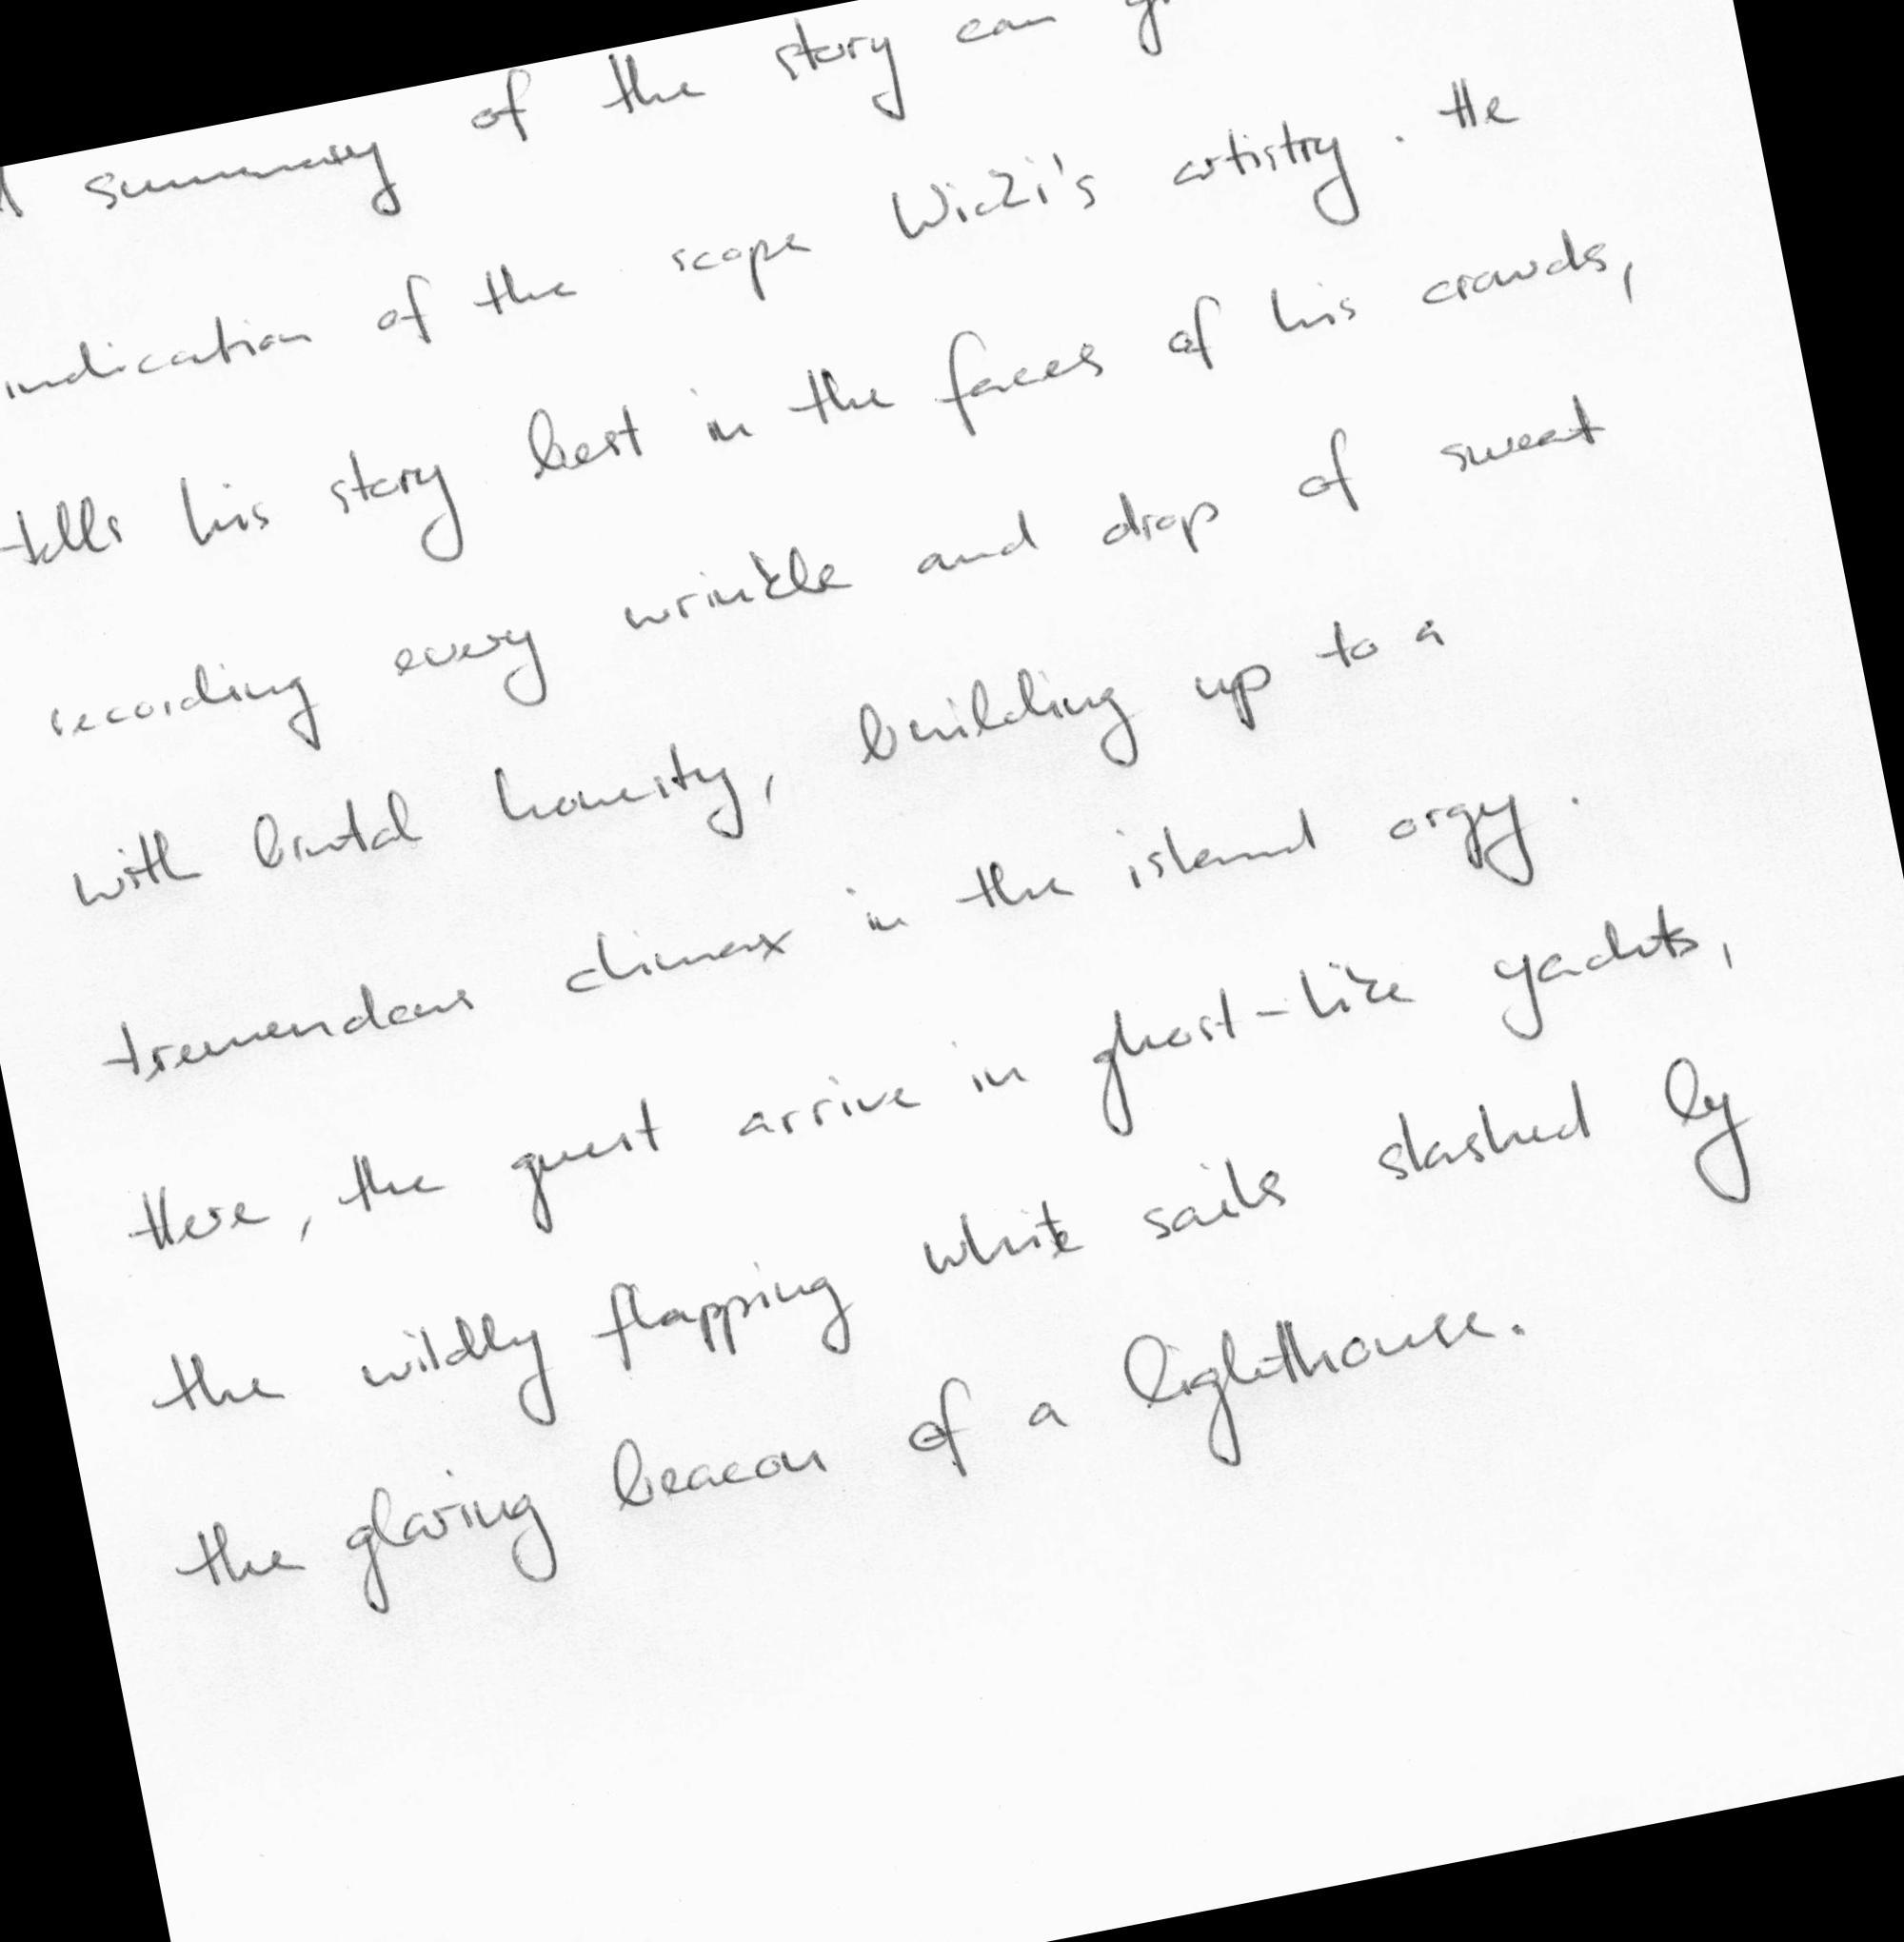 summary of the story can
indication of the scope Wicki's artistry. He
tells his story best in the faces of his crowds,
recording every wrinkle and drop of sweat
with brutal honesty, building up to a
tremendous climax in the island orgy.
Here, the guest arrive in ghost-like yachts,
the wildly flapping white sails slashed by
the glaring beacon of a lighthouse.